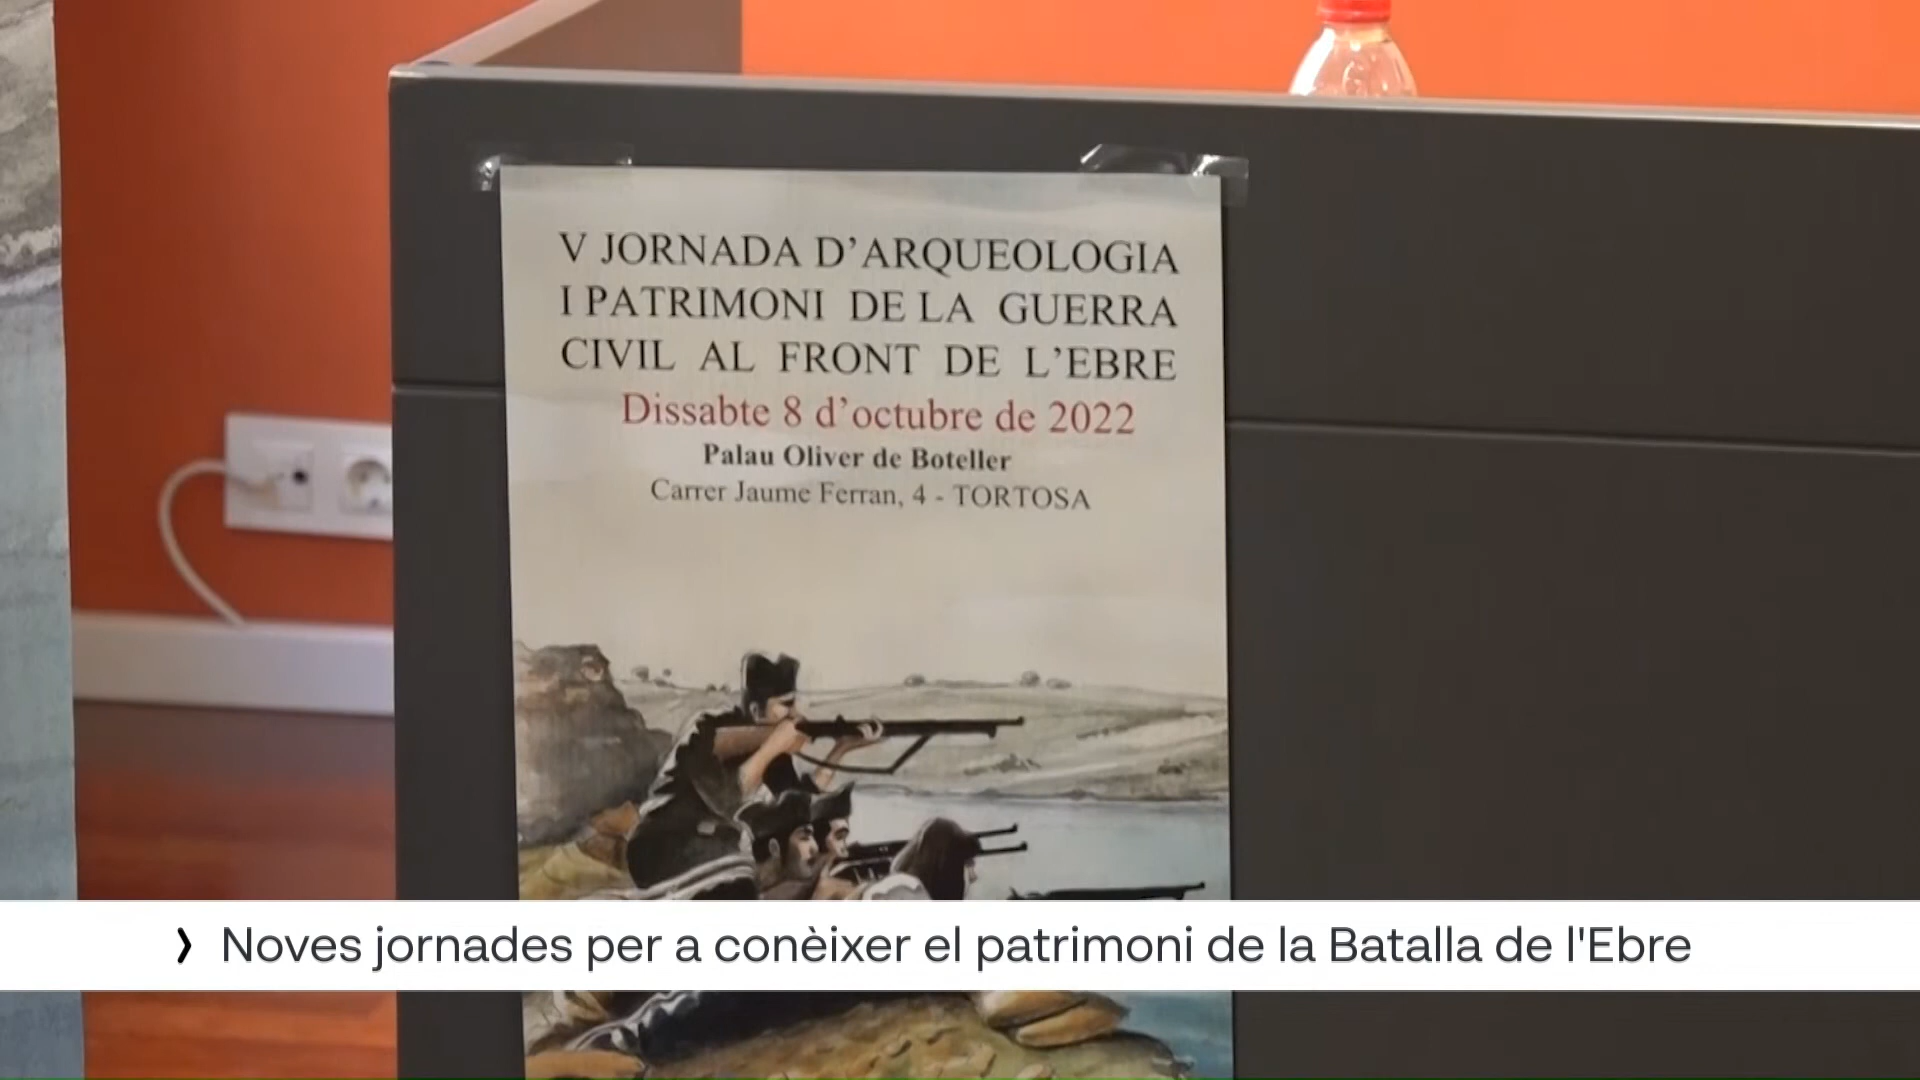 V JORNADA D'ARQUEOLOGIA
I PATRIMONI DE LA GUERRA
CIVIL AL FRONT DE L'EBRE
Dissabte 8 d'octubre de 2022
Palau Oliver de Boteller
Carrer Jaume Ferran, 4 - TORTOSA
Noves jornades per a conèixer el patrimoni de la Batalla de l'Ebre